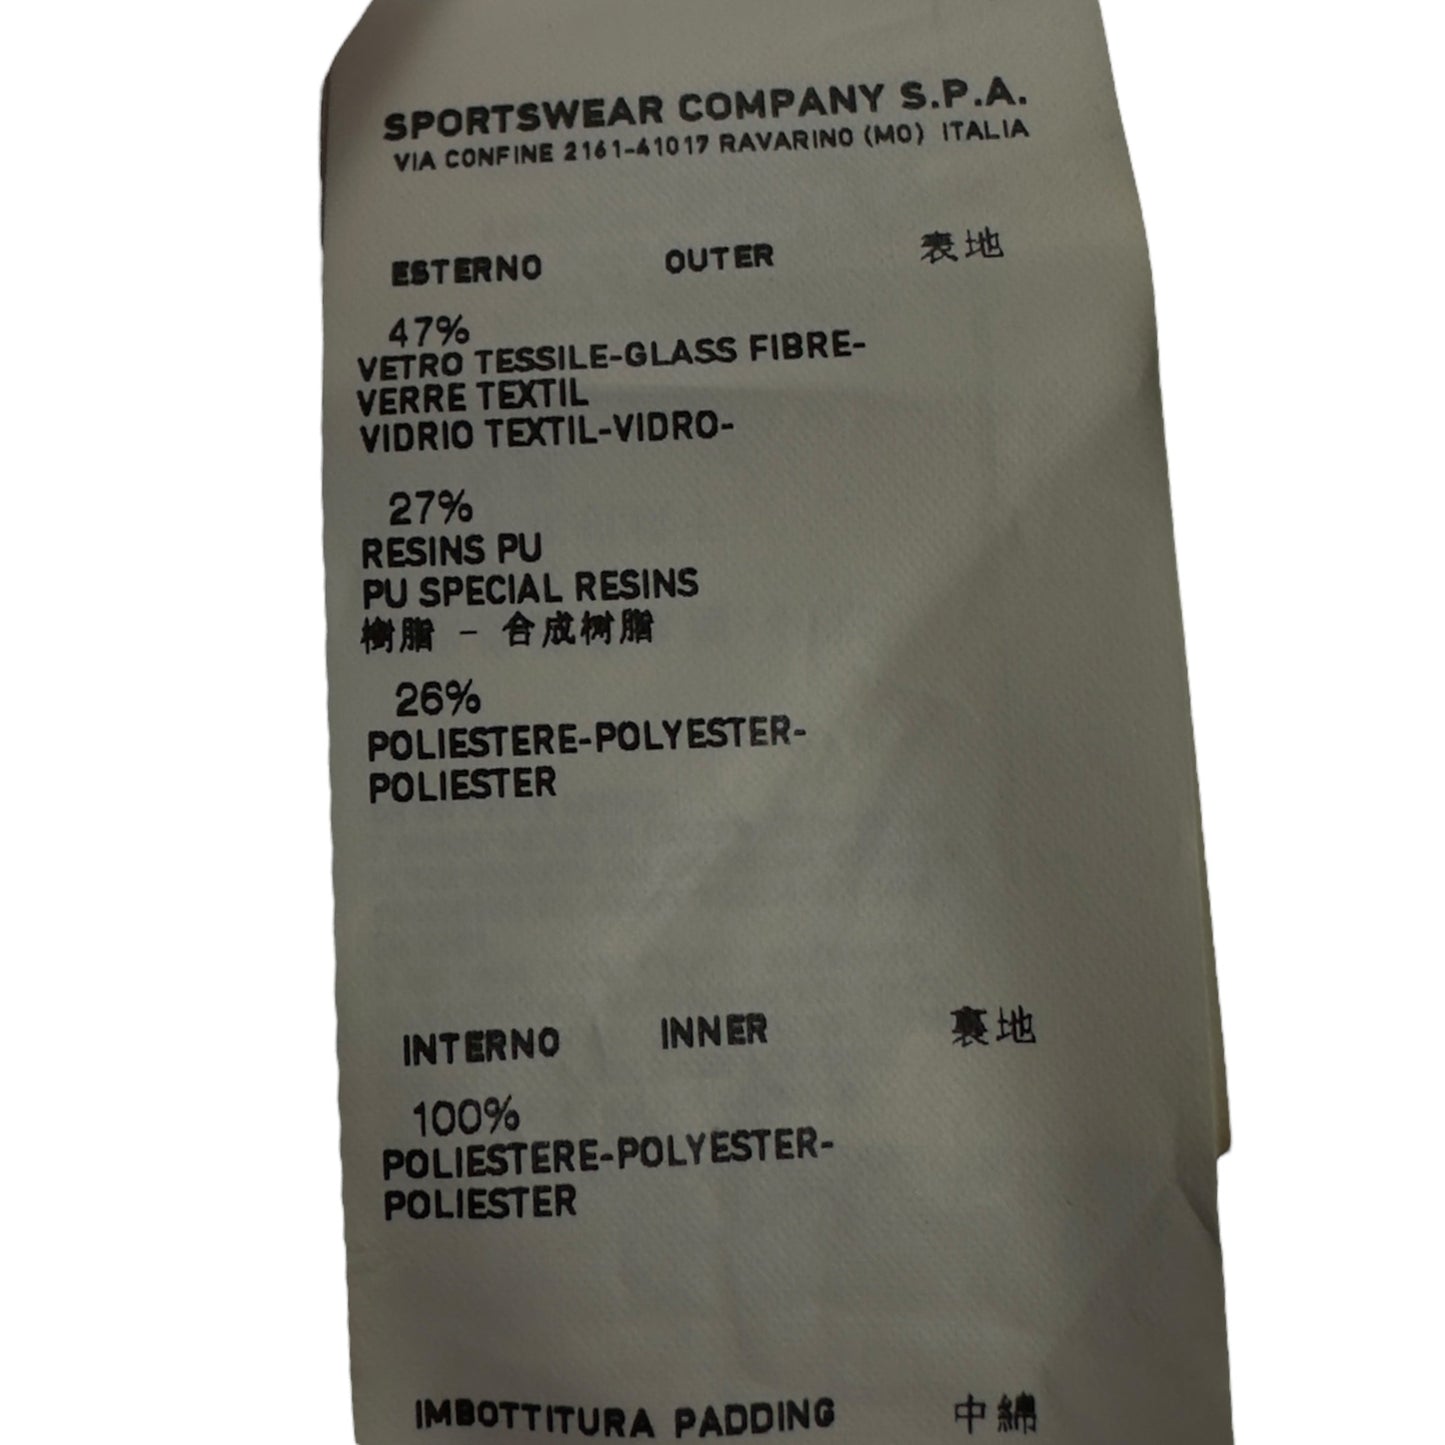 SPORTSWEAR COMPANY S.P.A.
VIA CONFINE 2161-41017 RAVARINO (MO) ITALIA
ESTERNO OUTER 表地
47%
VETRO TESSILE-GLASS FIBRE-
VERRE TEXTIL
VIDRIO TEXTIL-VIDRO-
27%
RESINS PU
PU SPECIAL RESINS
樹脂 - 合成树脂
26%
POLIESTERE-POLYESTER-
POLIESTER
INTERNO INNER 裏地
100%
POLIESTERE-POLYESTER-
POLIESTER
IMBOTTITURA PADDING 中綿